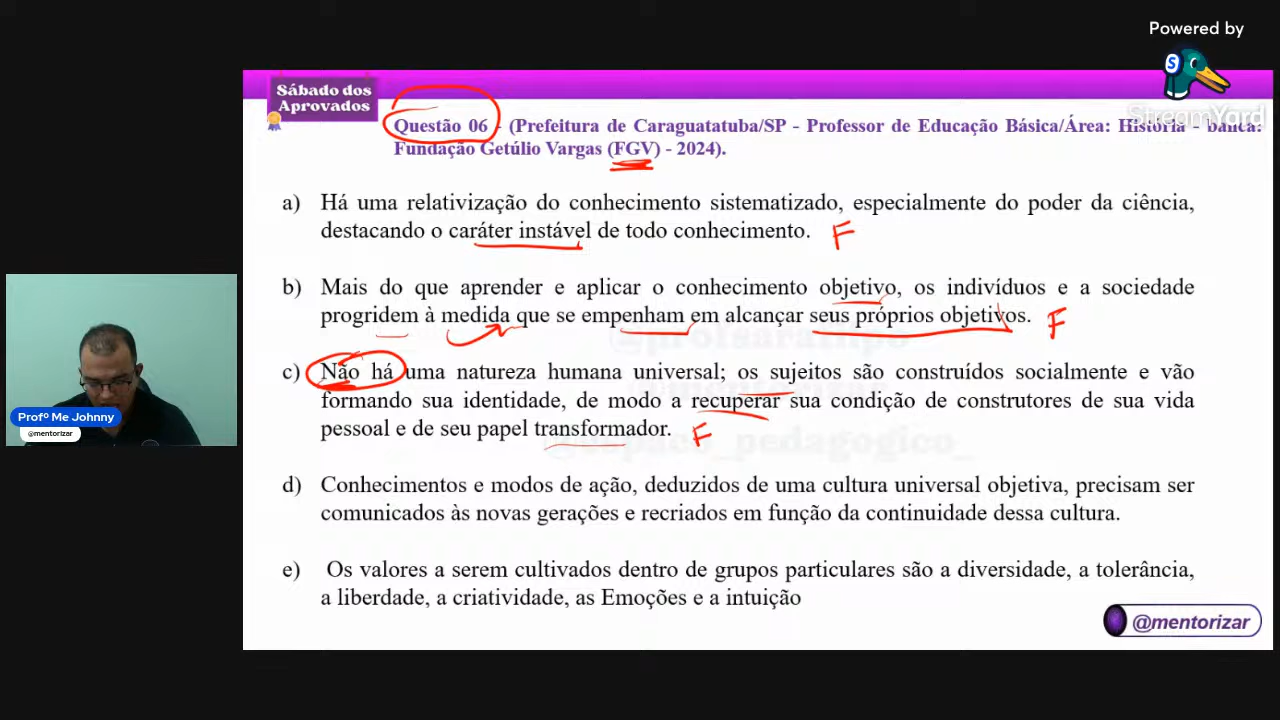 Powered by
StreamYard
Sábado dos
Aprovados
Questão 06 - (Prefeitura de Caraguatatuba/SP - Professor de Educação Básica/Área: História - banca:
Fundação Getúlio Vargas (FGV) - 2024).
a) Há uma relativização do conhecimento sistematizado, especialmente do poder da ciência,
destacando o caráter instável de todo conhecimento. F
b) Mais do que aprender e aplicar o conhecimento objetivo, os indivíduos e a sociedade
progridem à medida que se empenham em alcançar seus próprios objetivos. F
@profsarafilpo
c) Não há uma natureza humana universal; os sujeitos são construídos socialmente e vão
formando sua identidade, de modo a recuperar sua condição de construtores de sua vida
pessoal e de seu papel transformador. F
Profº Me Johnny
@mentorizar
d) Conhecimentos e modos de ação, deduzidos de uma cultura universal objetiva, precisam ser
comunicados às novas gerações e recriados em função da continuidade dessa cultura.
e) Os valores a serem cultivados dentro de grupos particulares são a diversidade, a tolerância,
a liberdade, a criatividade, as Emoções e a intuição
@mentorizar